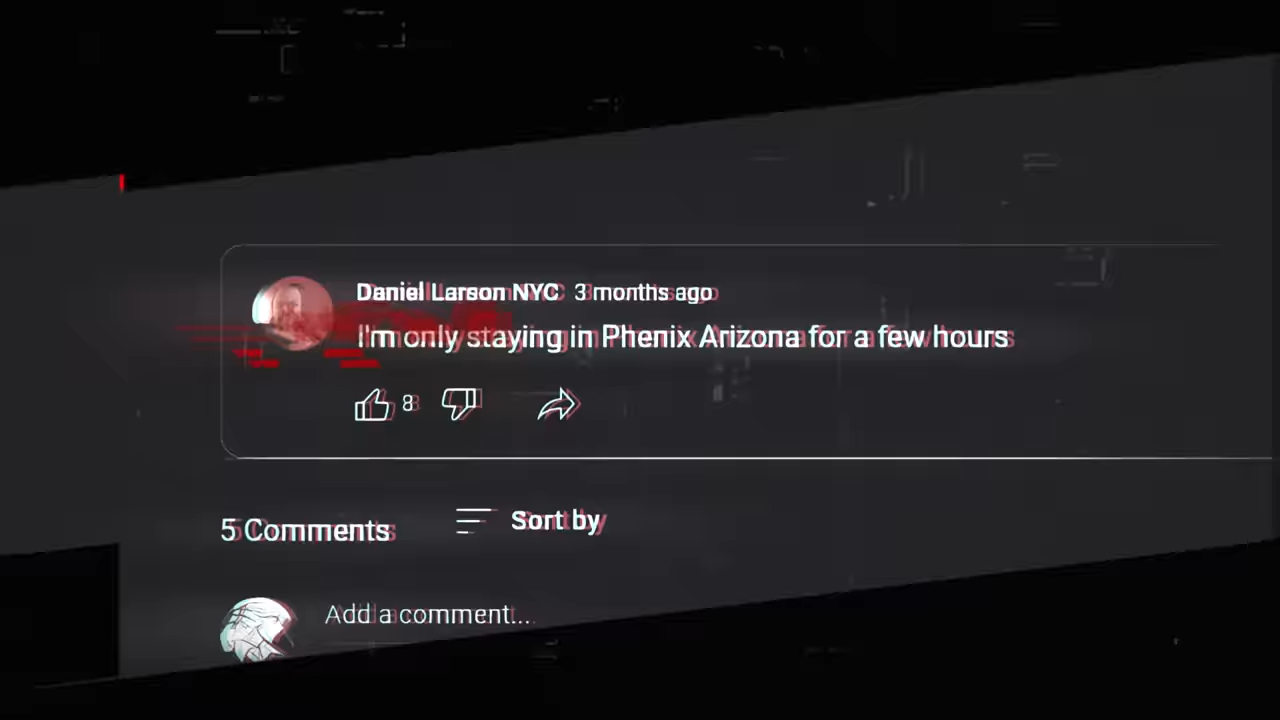 Daniel Larson NYC 3 months ago
I'm only staying in Phenix Arizona for a few hours
8
5 Comments
Sort by
Add a comment...